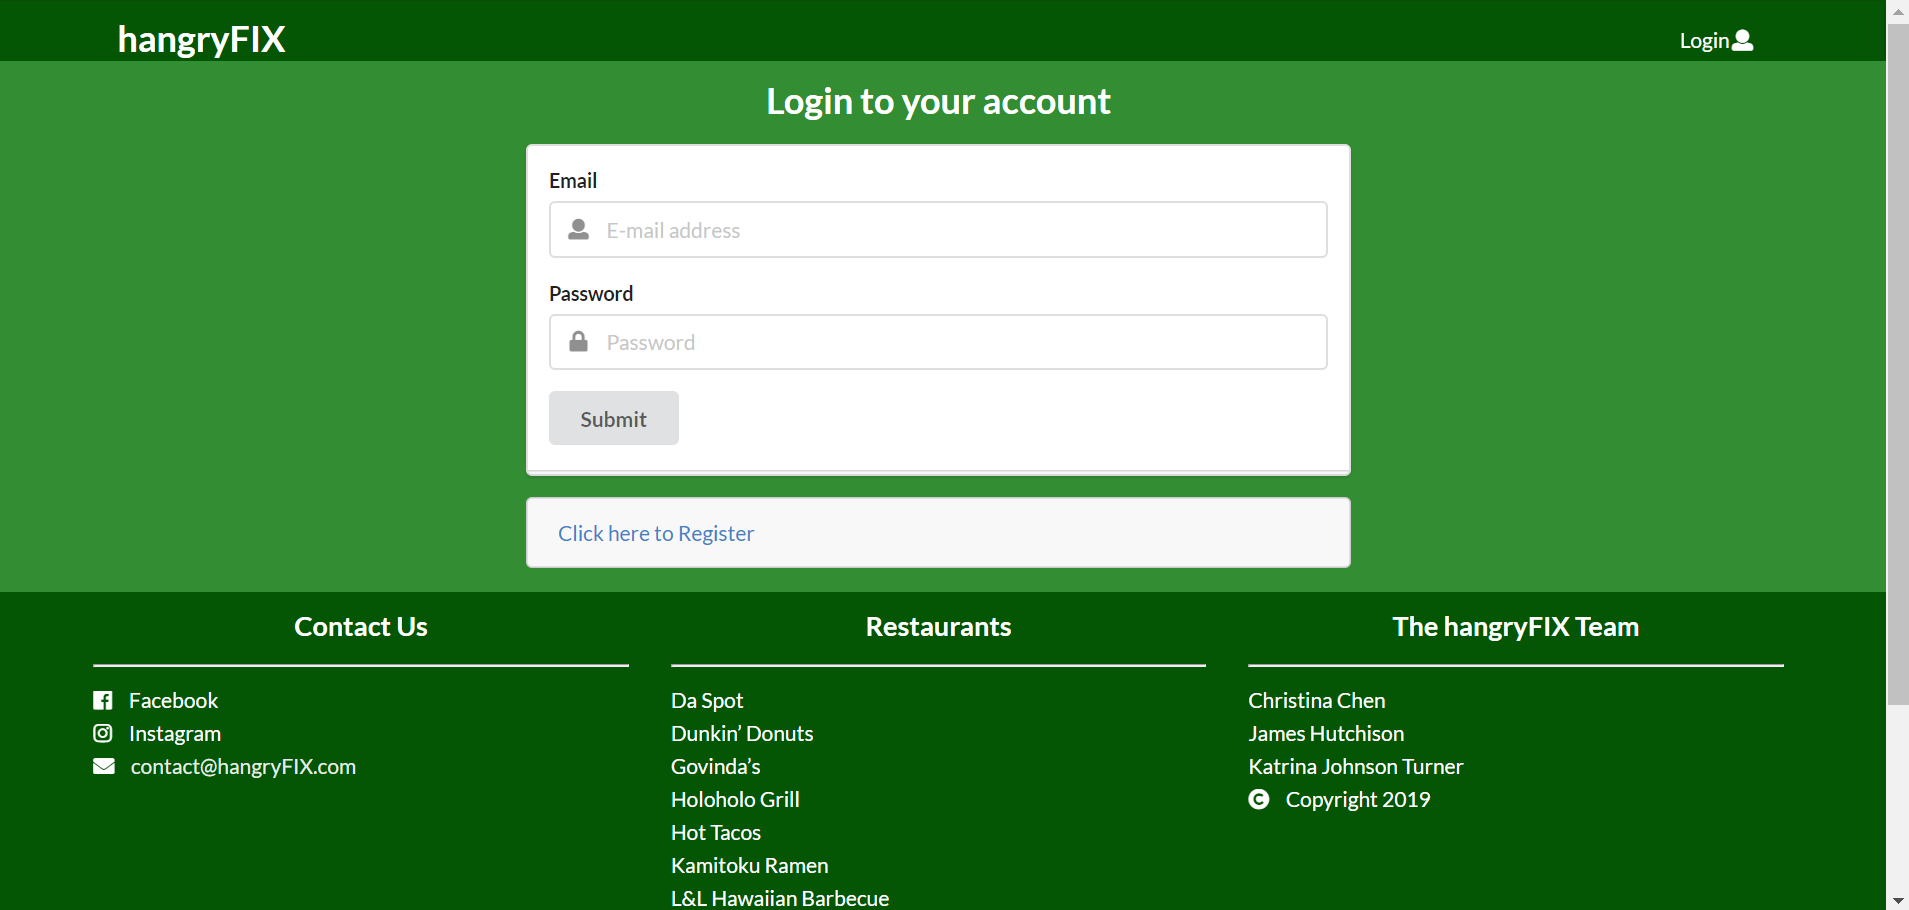 hangryFIX
Login
Login to your account
Email
E-mail address
Password
Password
Submit
Click here to Register
Contact Us
Facebook
Instagram
contact@hangryFIX.com
Restaurants
Da Spot
Dunkin’ Donuts
Govinda’s
Holoholo Grill
Hot Tacos
Kamitoku Ramen
L&L Hawaiian Barbecue
The hangryFIX Team
Christina Chen
James Hutchison
Katrina Johnson Turner
Copyright 2019